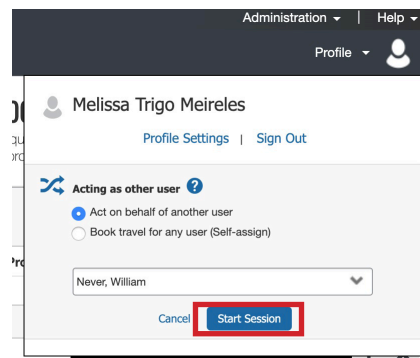 Administration | Help
Profile
Melissa Trigo Meireles
Profile Settings | Sign Out
Acting as other user ?
Act on behalf of another user
Book travel for any user (Self-assign)
Never, William
Cancel Start Session